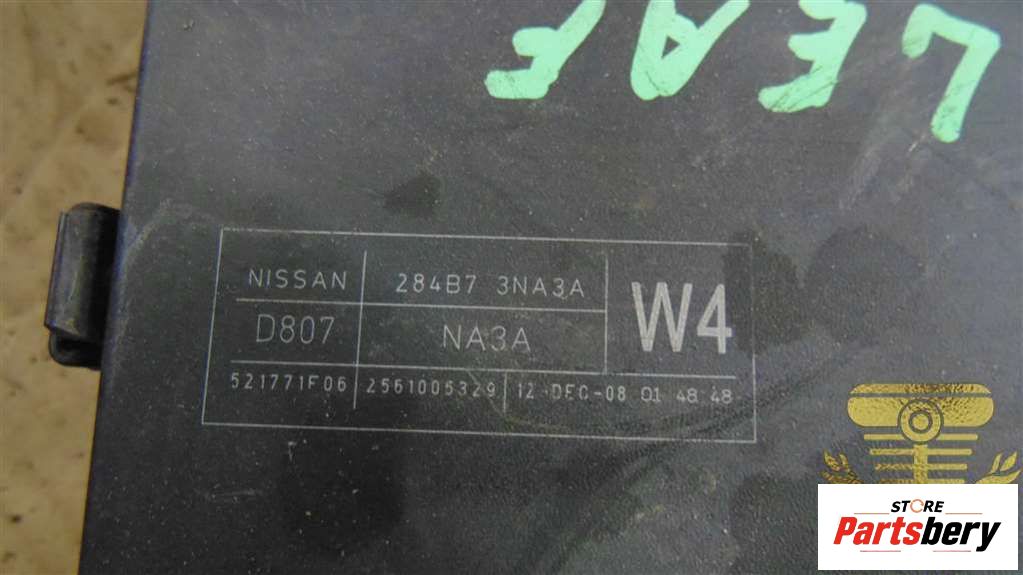 LEAF
NISSAN 284B7 3NA3A W4
D807 NA3A
521771F06 2561005329 12-DEC-08 01 48 48
STORE
Partsbery